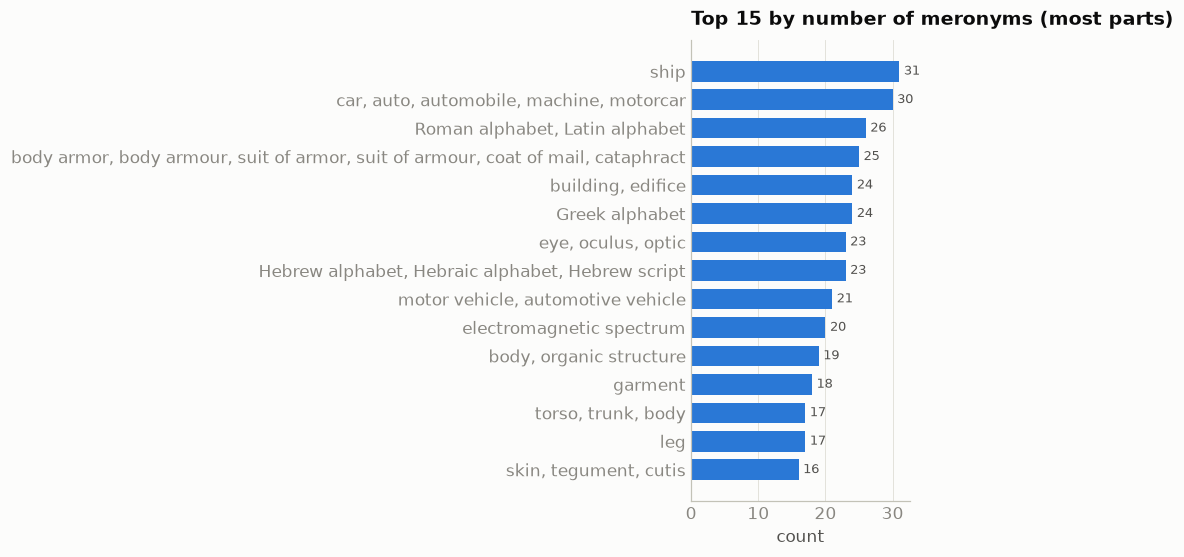 Top 15 by number of meronyms (most parts)
ship 31
car, auto, automobile, machine, motorcar 30
Roman alphabet, Latin alphabet 26
body armor, body armour, suit of armor, suit of armour, coat of mail, cataphract 25
building, edifice 24
Greek alphabet 24
eye, oculus, optic 23
Hebrew alphabet, Hebraic alphabet, Hebrew script 23
motor vehicle, automotive vehicle 21
electromagnetic spectrum 20
body, organic structure 19
garment 18
torso, trunk, body 17
leg 17
skin, tegument, cutis 16
0 10 20 30
count